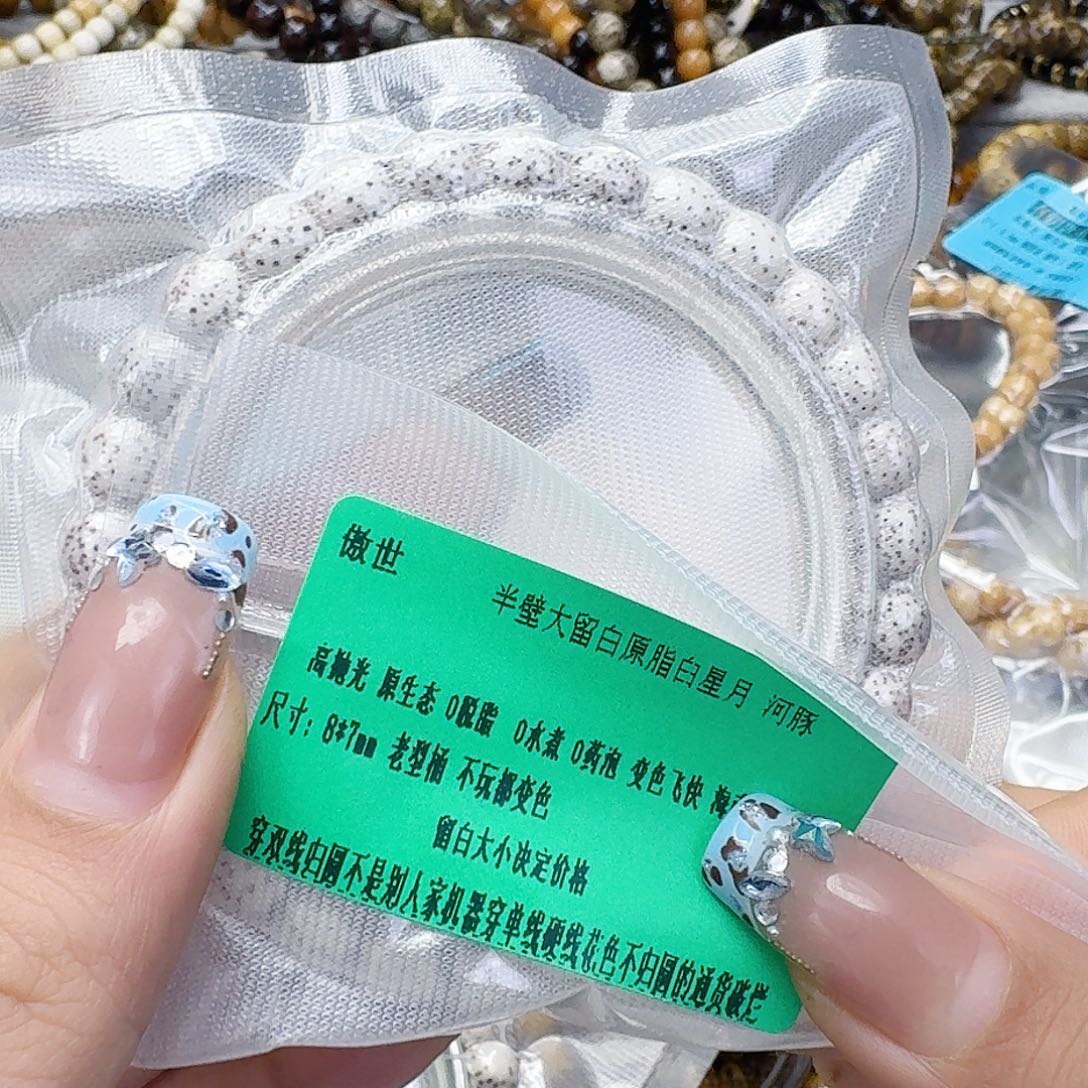 傲世
半壁大留白原脂白星月 河豚
高抛光 原生态 0脱脂 0水煮 0药泡 变色飞快
尺寸：8*7mm 老型桶 不玩都变色
留白大小决定价格
穿双线归圆不是别人家机器穿单线硬线花色不归圆的通货破烂